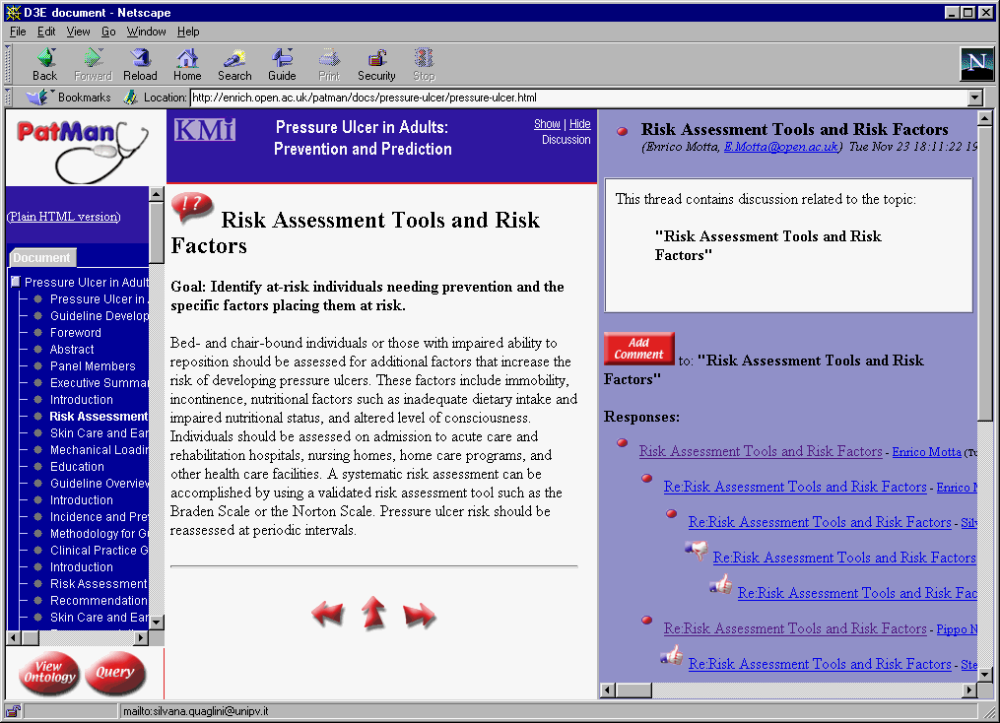 D3E document - Netscape
File Edit View Go Window Help
Back Forward Reload Home Search Guide Print Security Stop
N
Bookmarks Location: http://enrich.open.ac.uk/patman/docs/pressure-ulcer/pressure-ulcer.html
PatMan
(Plain HTML version)
Document
Pressure Ulcer in Adult
Pressure Ulcer in
Guideline Develop
Foreword
Abstract
Panel Members
Executive Summar
Introduction
Risk Assessment
Skin Care and Ear
Mechanical Loadin
Education
Guideline Overview
Introduction
Incidence and Prev
Methodology for Gu
Clinical Practice G
Introduction
Risk Assessment
Recommendation
Skin Care and Ear
View Ontology
Query
KMi
Pressure Ulcer in Adults:
Prevention and Prediction
Show | Hide
Discussion
!?
Risk Assessment Tools and Risk
Factors
Goal: Identify at-risk individuals needing prevention and the
specific factors placing them at risk.
Bed- and chair-bound individuals or those with impaired ability to
reposition should be assessed for additional factors that increase the
risk of developing pressure ulcers. These factors include immobility,
incontinence, nutritional factors such as inadequate dietary intake and
impaired nutritional status, and altered level of consciousness.
Individuals should be assessed on admission to acute care and
rehabilitation hospitals, nursing homes, home care programs, and
other health care facilities. A systematic risk assessment can be
accomplished by using a validated risk assessment tool such as the
Braden Scale or the Norton Scale. Pressure ulcer risk should be
reassessed at periodic intervals.
Risk Assessment Tools and Risk Factors
(Enrico Motta, E.Motta@open.ac.uk) Tue Nov 23 18:11:22 19
This thread contains discussion related to the topic:
"Risk Assessment Tools and Risk
Factors"
Add Comment to: "Risk Assessment Tools and Risk
Factors"
Responses:
Risk Assessment Tools and Risk Factors - Enrico Motta (Tu
Re:Risk Assessment Tools and Risk Factors - Enrico M
Re:Risk Assessment Tools and Risk Factors - Silv
Re:Risk Assessment Tools and Risk Factors
Re:Risk Assessment Tools and Risk Fac
Re:Risk Assessment Tools and Risk Factors - Pippo N
Re:Risk Assessment Tools and Risk Factors - Ste
mailto:silvana.quaglini@unipv.it